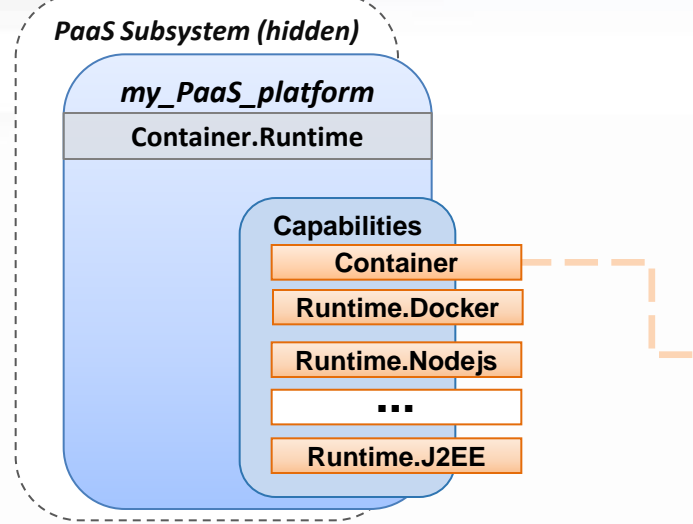 PaaS Subsystem (hidden)
my_PaaS_platform
Container.Runtime
Capabilities
Container
Runtime.Docker
Runtime.Nodejs
...
Runtime.J2EE